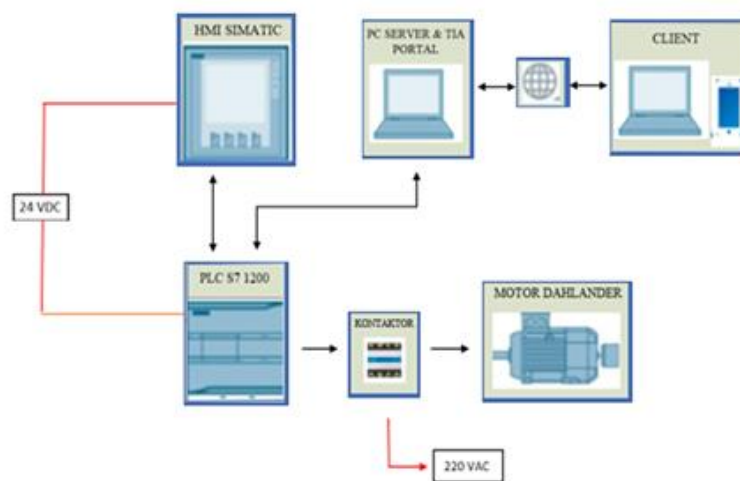 HMI SIMATIC
PC SERVER & TIA
PORTAL
CLIENT
24 VDC
PLC S7 1200
KONTAKTOR
MOTOR DAHLANDER
220 VAC